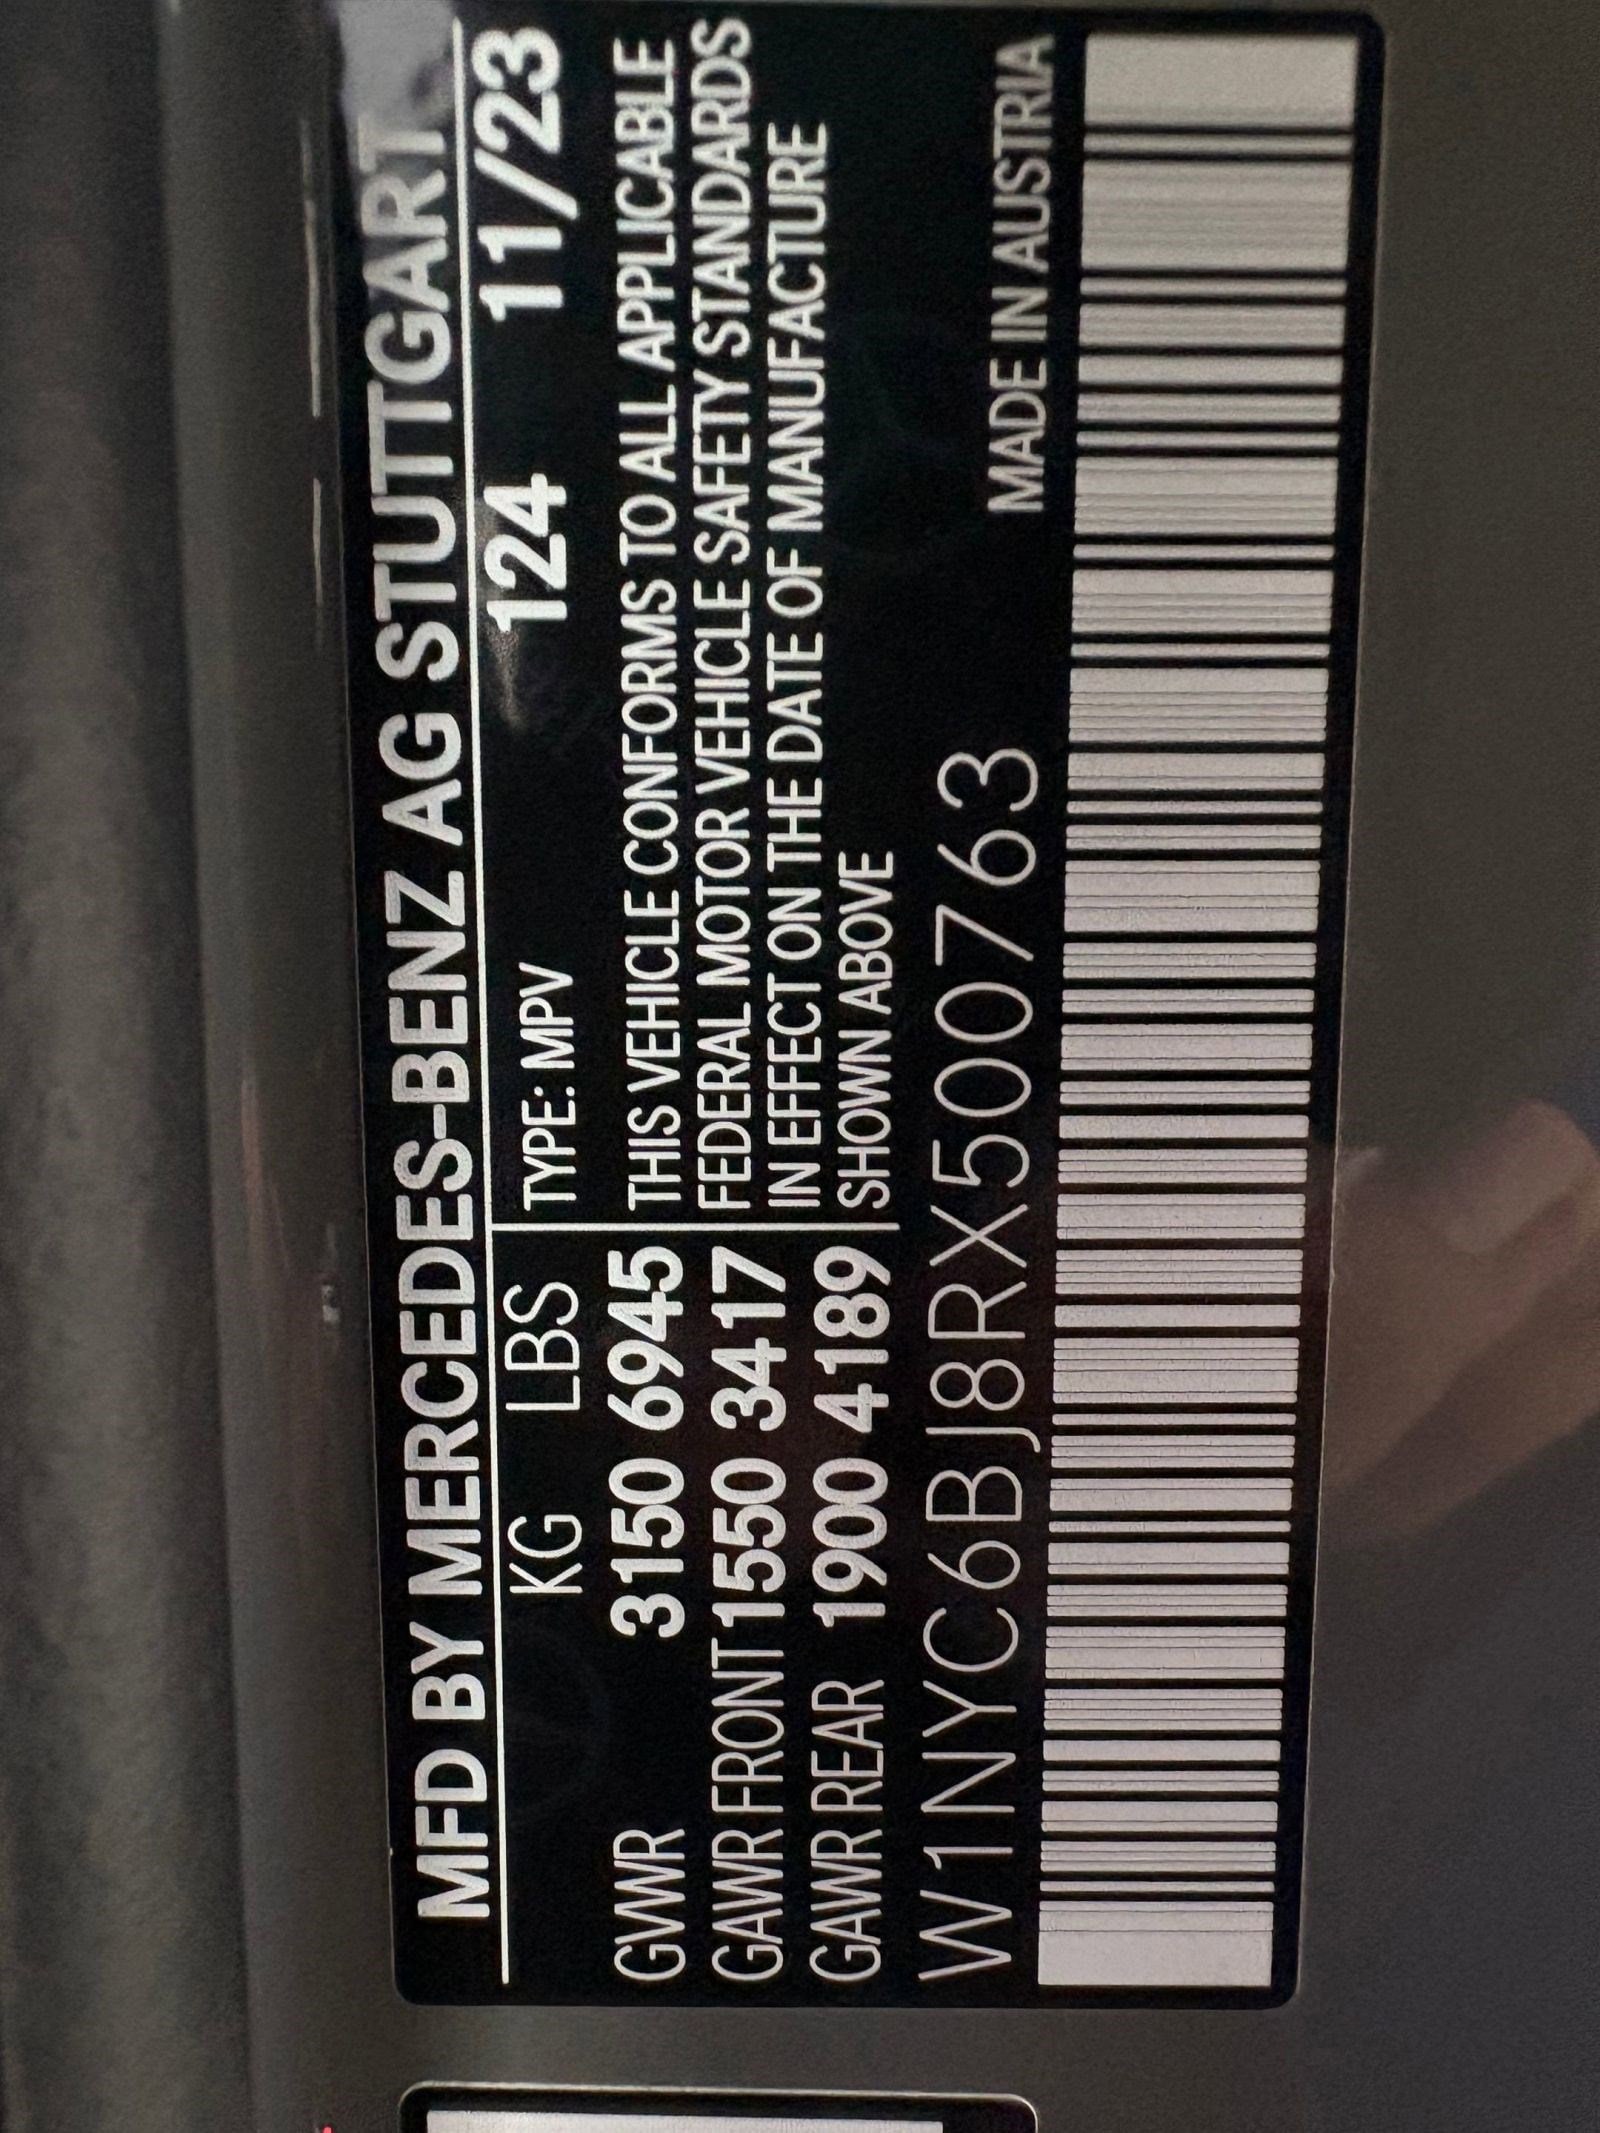 MFD BY MERCEDES-BENZ AG STUTTGART
KG LBS TYPE: MPV 124 11/23
GVWR 3150 6945 THIS VEHICLE CONFORMS TO ALL APPLICABLE
GAWR FRONT 1550 3417 FEDERAL MOTOR VEHICLE SAFETY STANDARDS
GAWR REAR 1900 4189 IN EFFECT ON THE DATE OF MANUFACTURE
SHOWN ABOVE
W1NYC6BJ8RX500763 MADE IN AUSTRIA